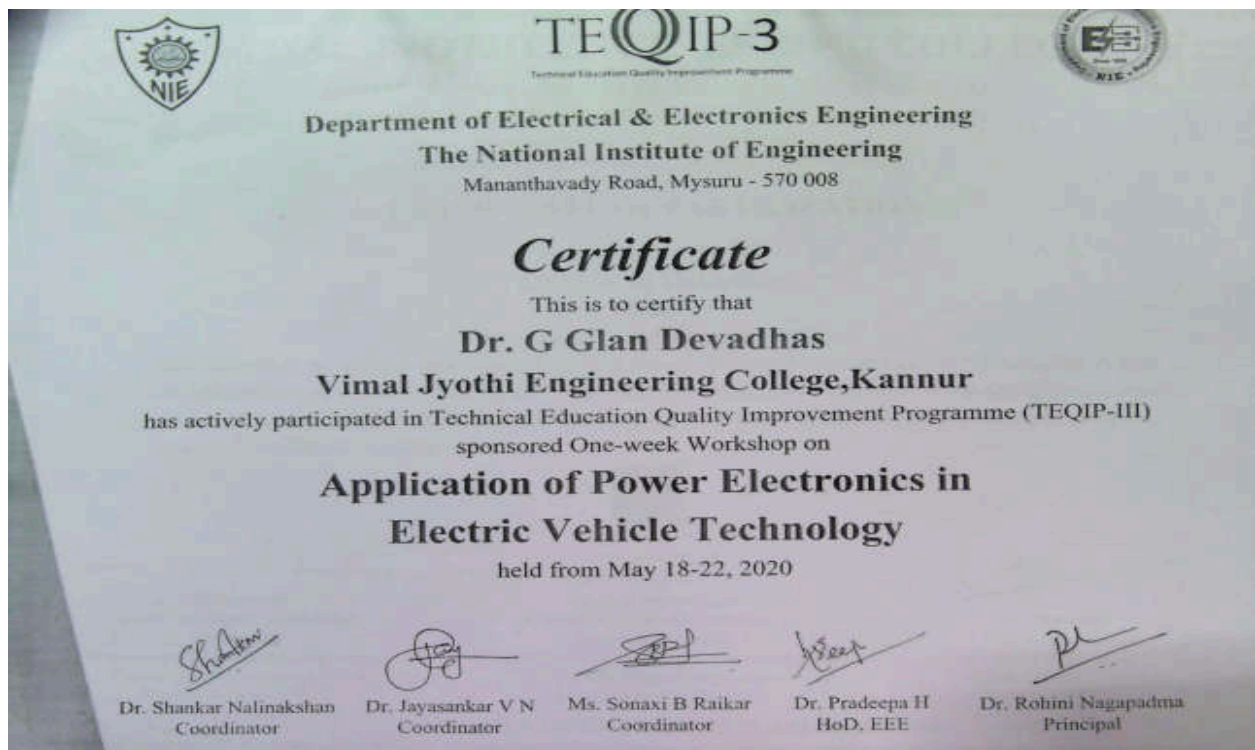 NIE
TEQIP-3
Technical Education Quality Improvement Programme
NIE
Department of Electrical & Electronics Engineering
The National Institute of Engineering
Mananthavady Road, Mysuru - 570 008
Certificate
This is to certify that
Dr. G Glan Devadhas
Vimal Jyothi Engineering College,Kannur
has actively participated in Technical Education Quality Improvement Programme (TEQIP-III)
sponsored One-week Workshop on
Application of Power Electronics in
Electric Vehicle Technology
held from May 18-22, 2020
Dr. Shankar Nalinakshan
Coordinator
Dr. Jayasankar V N
Coordinator
Ms. Sonaxi B Raikar
Coordinator
Dr. Pradeepa H
HoD, EEE
Dr. Rohini Nagapadma
Principal